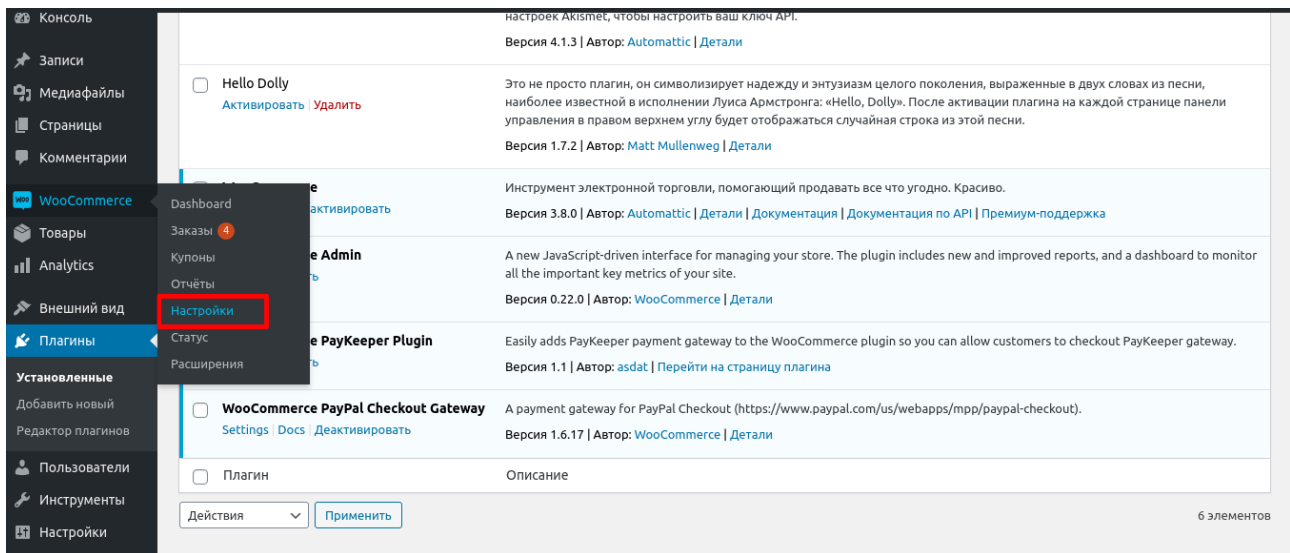 Консоль
Записи
Медиафайлы
Страницы
Комментарии
WooCommerce
Товары
Analytics
Внешний вид
Плагины
Установленные
Добавить новый
Редактор плагинов
Пользователи
Инструменты
Настройки
Dashboard
Заказы 4
Купоны
Отчёты
Настройки
Статус
Расширения
настроек Akismet, чтобы настроить ваш ключ API.
Версия 4.1.3 | Автор: Automattic | Детали
Hello Dolly
Активировать | Удалить
Это не просто плагин, он символизирует надежду и энтузиазм целого поколения, выраженные в двух словах из песни,
наиболее известной в исполнении Луиса Армстронга: «Hello, Dolly». После активации плагина на каждой странице панели
управления в правом верхнем углу будет отображаться случайная строка из этой песни.
Версия 1.7.2 | Автор: Matt Mullenweg | Детали
е
активировать
Инструмент электронной торговли, помогающий продавать все что угодно. Красиво.
Версия 3.8.0 | Автор: Automattic | Детали | Документация | Документация по API | Премиум-поддержка
e Admin
ь
A new JavaScript-driven interface for managing your store. The plugin includes new and improved reports, and a dashboard to monitor
all the important key metrics of your site.
Версия 0.22.0 | Автор: WooCommerce | Детали
e PayKeeper Plugin
ь
Easily adds PayKeeper payment gateway to the WooCommerce plugin so you can allow customers to checkout PayKeeper gateway.
Версия 1.1 | Автор: asdat | Перейти на страницу плагина
WooCommerce PayPal Checkout Gateway
Settings | Docs | Деактивировать
A payment gateway for PayPal Checkout (https://www.paypal.com/us/webapps/mpp/paypal-checkout).
Версия 1.6.17 | Автор: WooCommerce | Детали
Плагин
Описание
Действия
Применить
6 элементов